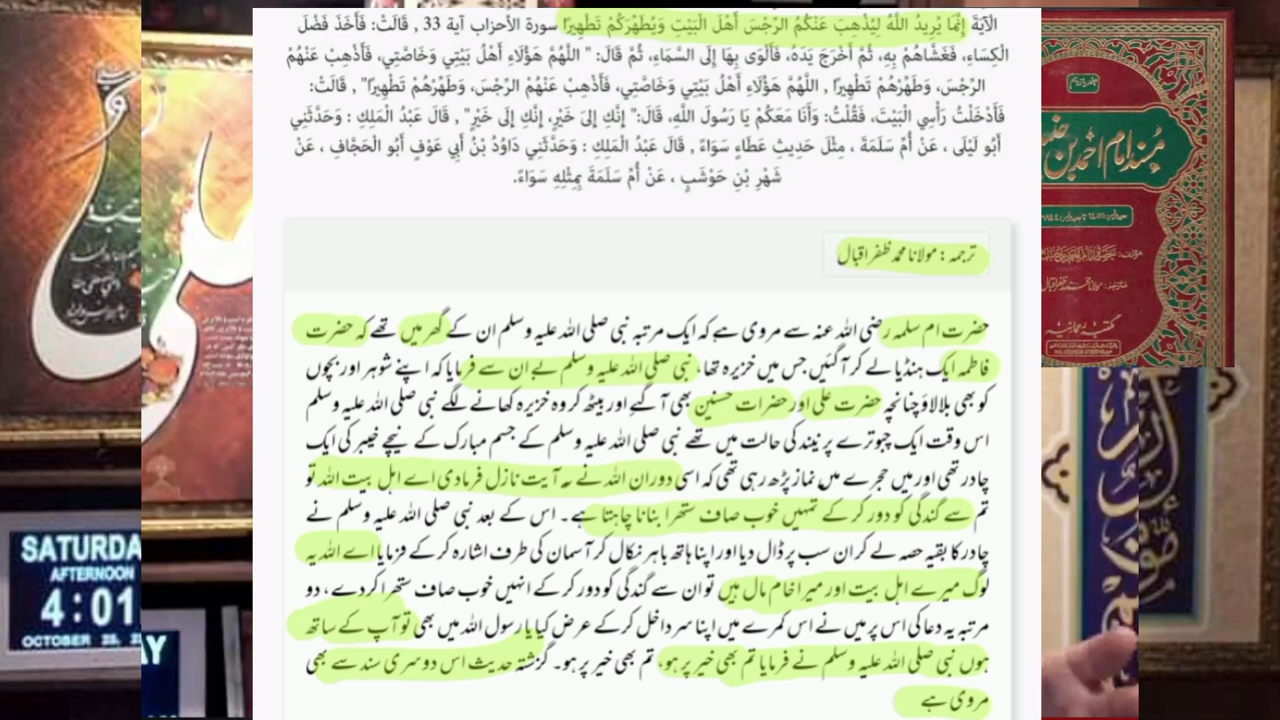 الْآيَةَ إِنَّمَا يُرِيدُ اللَّهُ لِيُذْهِبَ عَنْكُمُ الرِّجْسَ أَهْلَ الْبَيْتِ وَيُطَهِّرَكُمْ تَطْهِيرًا سورة الأحزاب آية 33 , قَالَتْ: فَأَخَذَ فَضْلَ
الْكِسَاءِ، فَغَشَّاهُمْ بِهِ، ثُمَّ أَخْرَجَ يَدَهُ، فَأَلْوَى بِهَا إِلَى السَّمَاءِ، ثُمَّ قَالَ: " اللَّهُمَّ هَؤُلَاءِ أَهْلُ بَيْتِي وَخَاصَّتِي، فَأَذْهِبْ عَنْهُمْ
الرِّجْسَ، وَطَهِّرْهُمْ تَطْهِيرًا , اللَّهُمَّ هَؤُلَاءِ أَهْلُ بَيْتِي وَخَاصَّتِي، فَأَذْهِبْ عَنْهُمْ الرِّجْسَ، وَطَهِّرْهُمْ تَطْهِيرًا" , قَالَتْ:
فَأَدْخَلْتُ رَأْسِي الْبَيْتَ، فَقُلْتُ: وَأَنَا مَعَكُمْ يَا رَسُولَ اللَّهِ، قَالَ:" إِنَّكِ إِلَى خَيْرٍ، إِنَّكِ إِلَى خَيْرٍ" , قَالَ عَبْدُ الْمَلِكِ : وَحَدَّثَنِي
أَبُو لَيْلَى ، عَنْ أُمِّ سَلَمَةَ ، مِثْلَ حَدِيثِ عَطَاءٍ سَوَاءً , قَالَ عَبْدُ الْمَلِكِ : وَحَدَّثَنِي دَاوُدُ بْنُ أَبِي عَوْفٍ أَبُو الْحَجَّافِ ، عَنْ
شَهْرِ بْنِ حَوْشَبٍ ، عَنْ أُمِّ سَلَمَةَ بِمِثْلِهِ سَوَاءً.
ترجمہ : مولانا محمد ظفر اقبال
حضرت ام سلمہ رضی اللہ عنہ سے مروی ہے کہ ایک مرتبہ نبی صلی اللہ علیہ وسلم ان کے گھر میں تھے کہ حضرت
فاطمہ ایک ہنڈیا لے کر آگئیں جس میں خزیرہ تھا، نبی صلی اللہ علیہ وسلم نے ان سے فرمایا کہ اپنے شوہر اور بچوں
کو بھی بلا لاؤ چنانچہ حضرت علی اور حضرات حسنین بھی آگئے اور بیٹھ کر وہ خزیرہ کھانے لگے نبی صلی اللہ علیہ وسلم
اس وقت ایک چبوترے پر نیند کی حالت میں تھے نبی صلی اللہ علیہ وسلم کے جسم مبارک کے نیچے خیبر کی ایک
چادر تھی اور میں حجرے میں نماز پڑھ رہی تھی کہ اسی دوران اللہ نے یہ آیت نازل فرمادی اے اہل بیت اللہ تو
تم سے گندگی کو دور کر کے تمہیں خوب صاف ستھرا بنانا چاہتا ہے۔ اس کے بعد نبی صلی اللہ علیہ وسلم نے
چادر کا بقیہ حصہ لے کر ان سب پر ڈال دیا اور اپنا ہاتھ باہر نکال کر آسمان کی طرف اشارہ کر کے فرمایا اے اللہ یہ
لوگ میرے اہل بیت اور میرا خام مال ہیں تو ان سے گندگی کو دور کر کے انہیں خوب صاف ستھرا کر دے، دو
مرتبہ یہ دعا کی اس پر میں نے اس کمرے میں اپنا سر داخل کر کے عرض کیا یا رسول اللہ میں بھی تو آپ کے ساتھ
ہوں نبی صلی اللہ علیہ وسلم نے فرمایا تم بھی خیر پر ہو، تم بھی خیر پر ہو۔ گزشتہ حدیث اس دوسری سند سے بھی
مروی ہے
مسند امام احمد بن
SATURDA
AFTERNOON
4:01
OCTOBER
AY